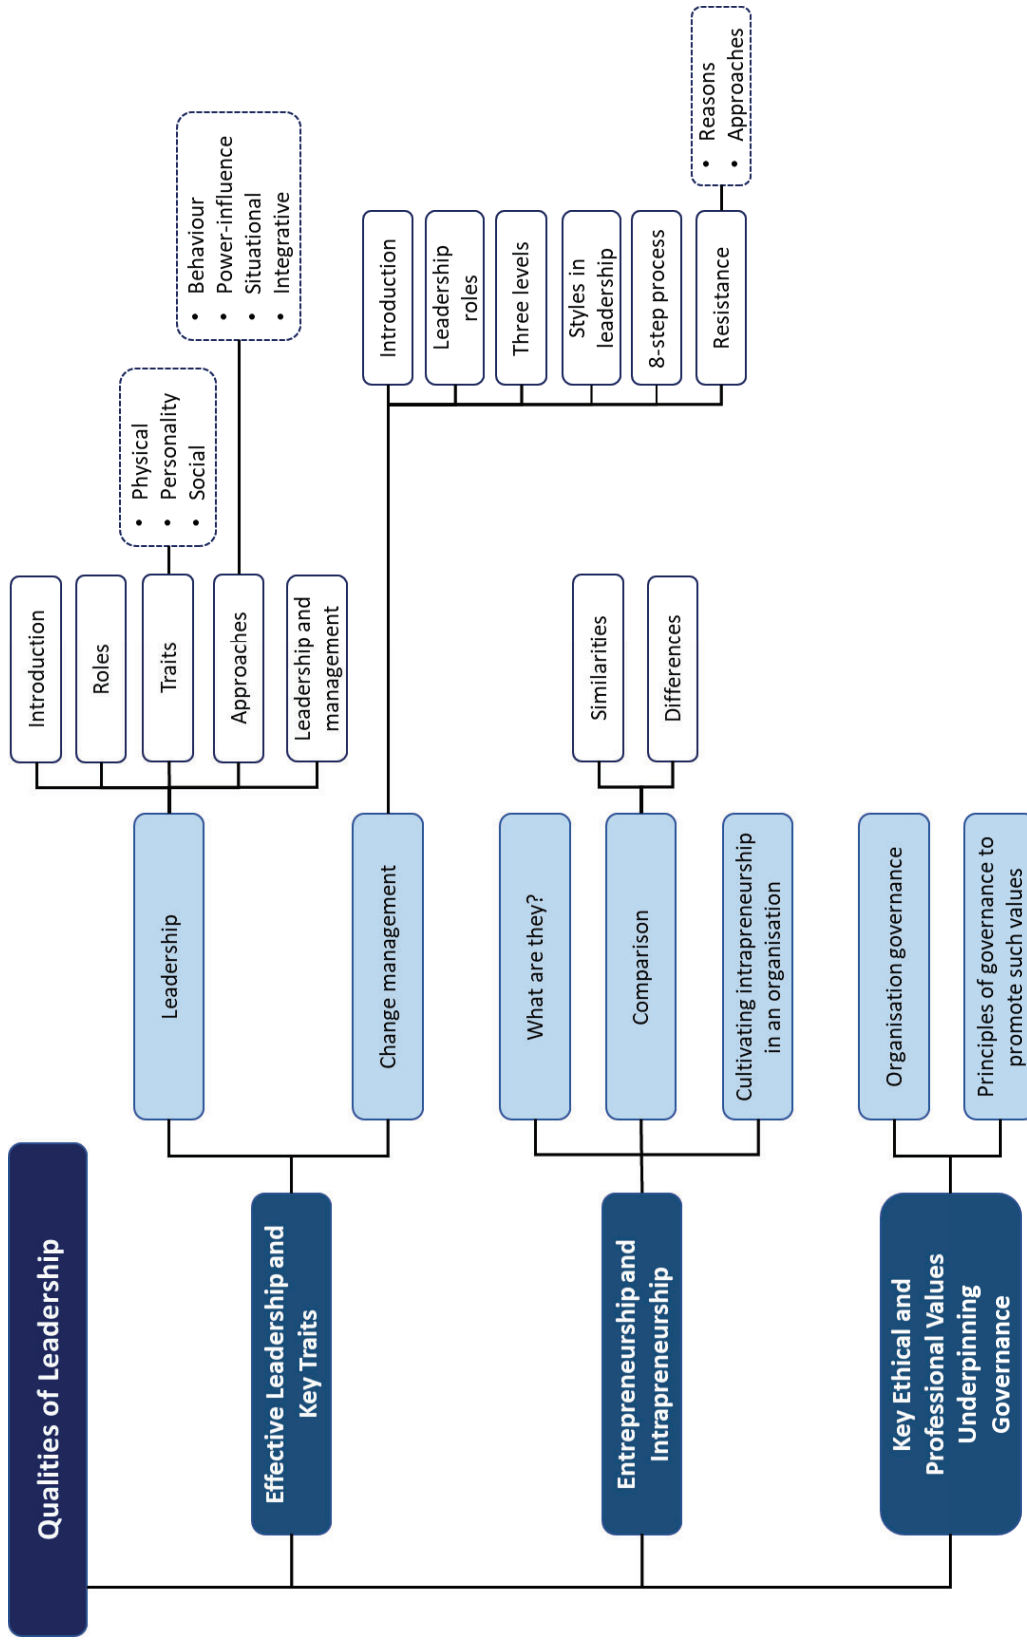 Qualities of Leadership
Effective Leadership and
Key Traits
Leadership
Introduction
Roles
Traits
• Physical
• Personality
• Social
Approaches
• Behaviour
• Power-influence
• Situational
• Integrative
Leadership and
management
Change management
Introduction
Leadership
roles
Three levels
Styles in
leadership
8-step process
Resistance
• Reasons
• Approaches
Entrepreneurship and
Intrapreneurship
What are they?
Comparison
Similarities
Differences
Cultivating intrapreneurship
in an organisation
Key Ethical and
Professional Values
Underpinning
Governance
Organisation governance
Principles of governance to
promote such values